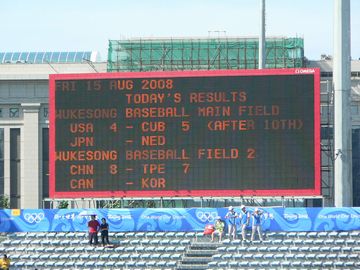 OMEGA
FRI 15 AUG 2008
TODAY'S RESULTS
WUKESONG BASEBALL MAIN FIELD
USA 4 - CUB 5 (AFTER 10TH)
JPN - NED
WUKESONG BASEBALL FIELD 2
CHN 8 - TPE 7
CAN - KOR